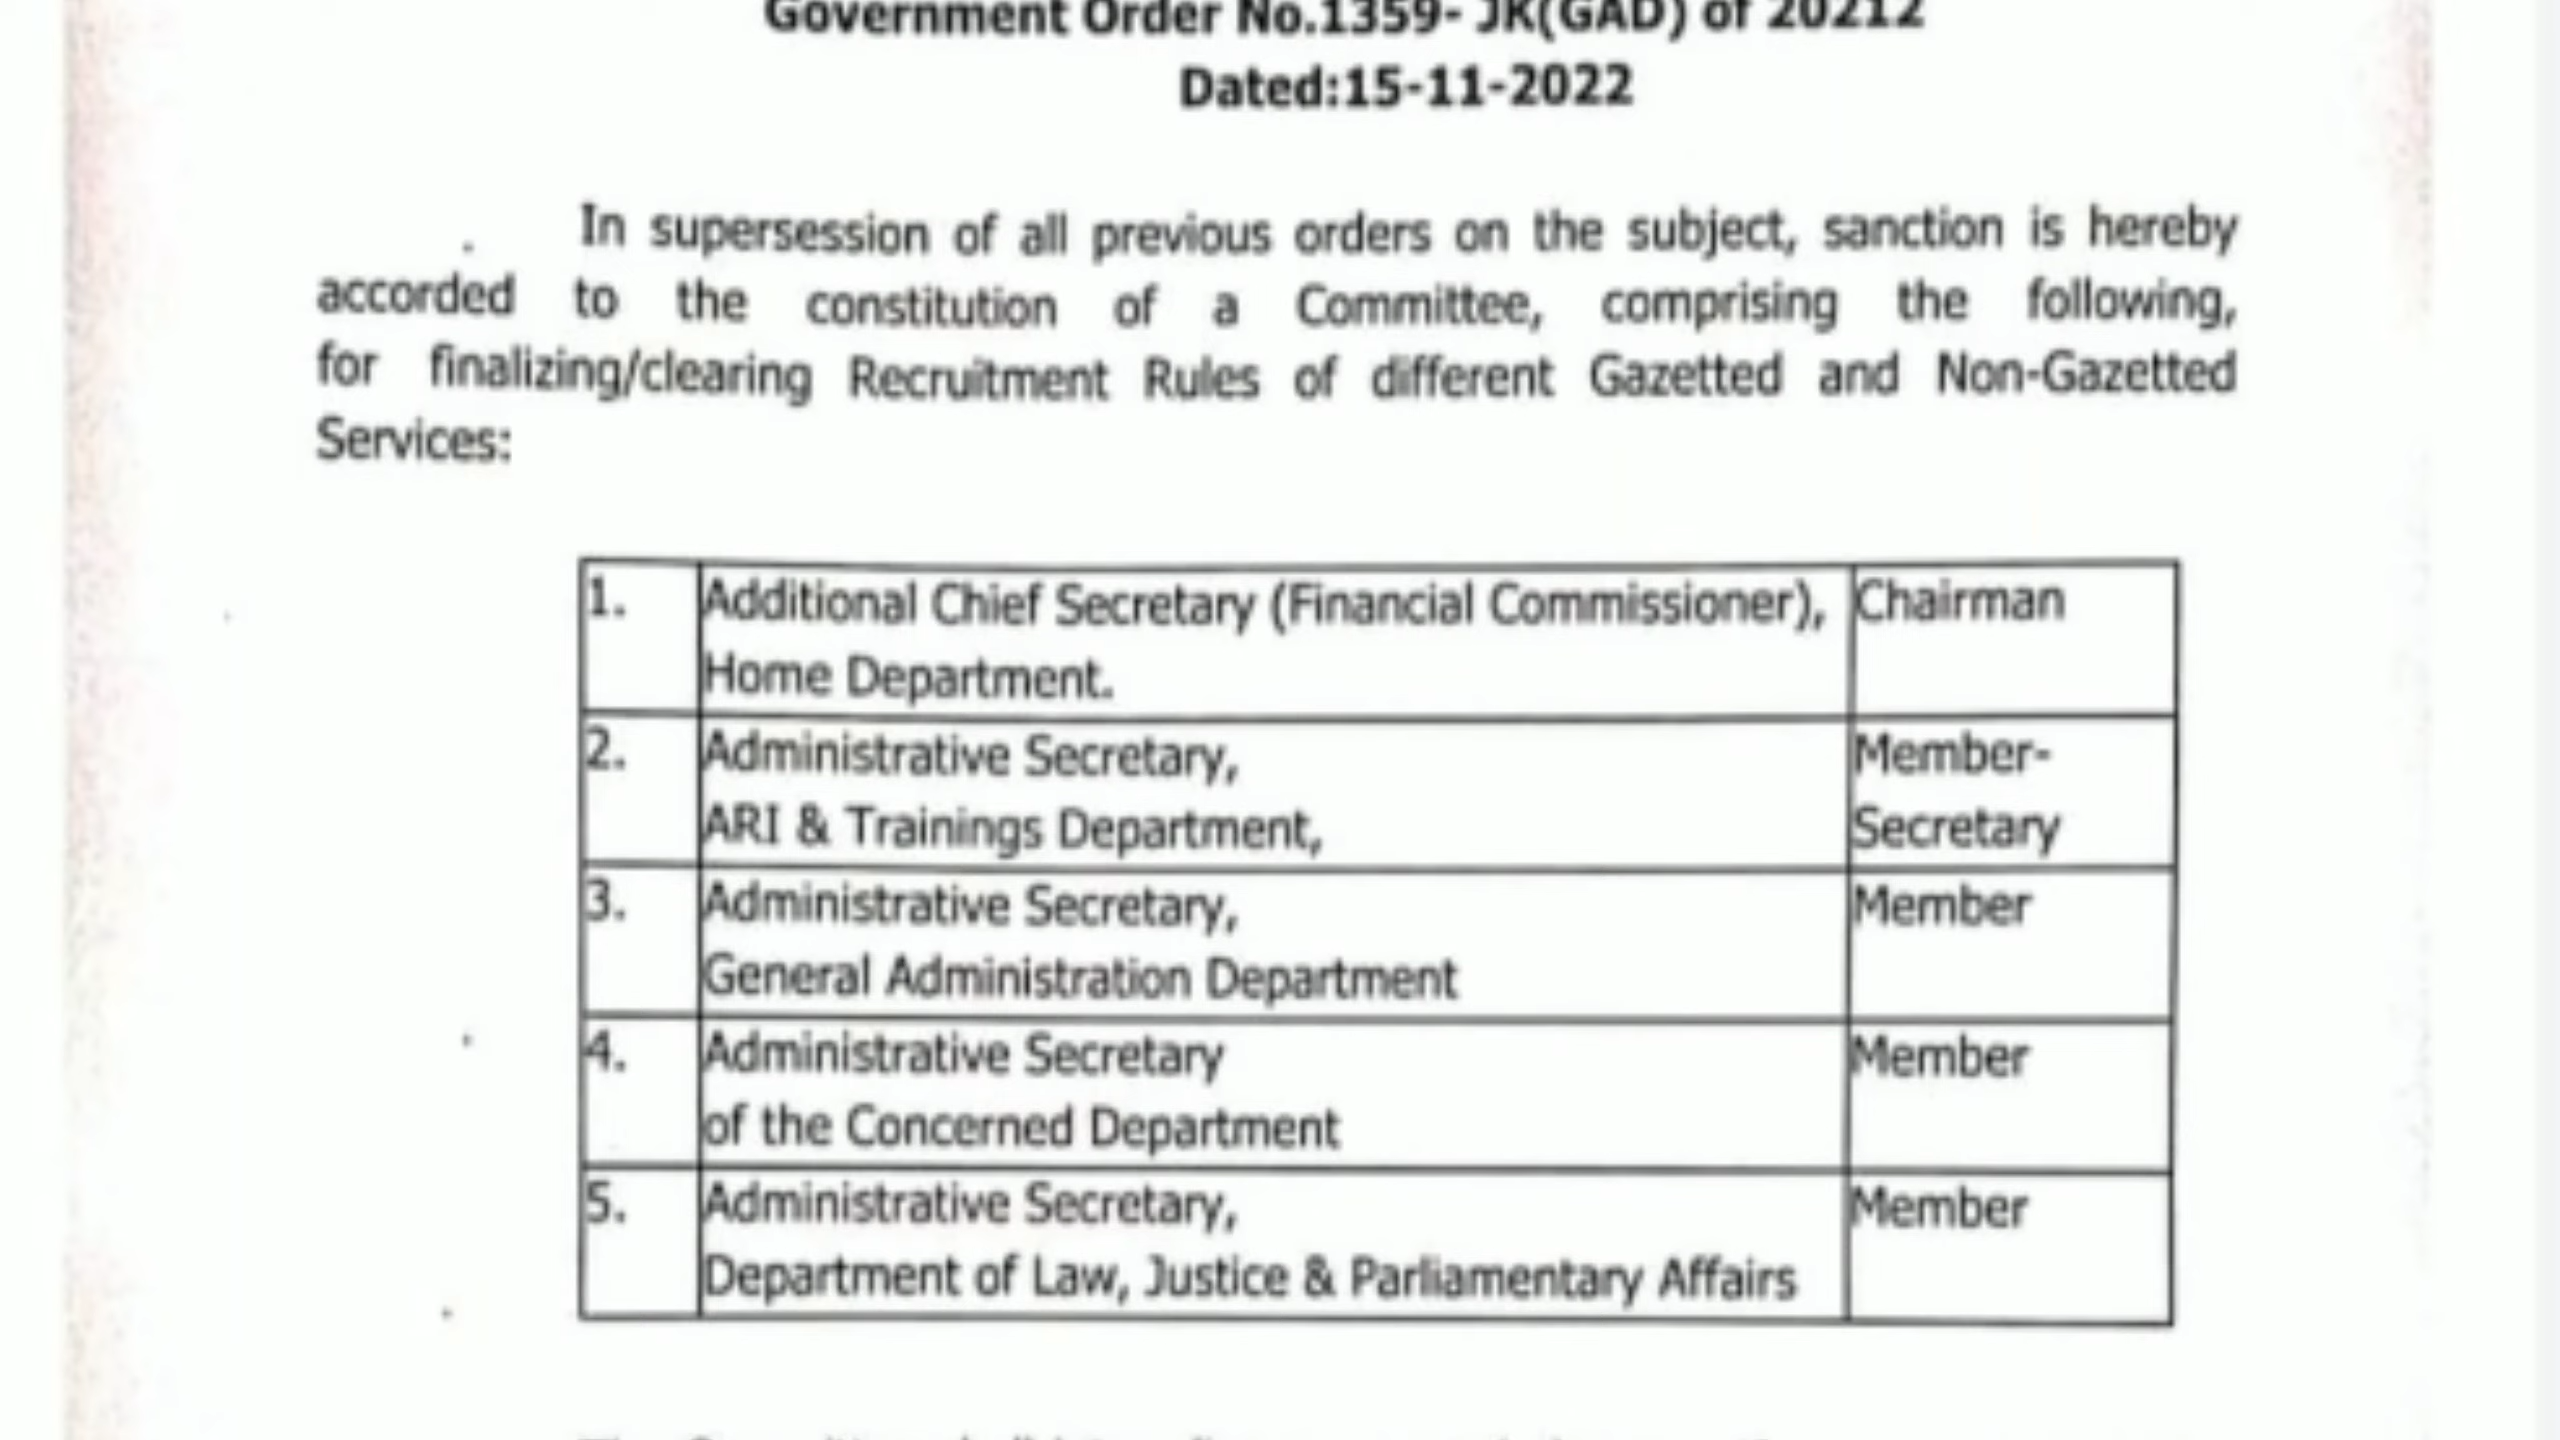 Government Order No.1359- JK(GAD) of 20212
Dated:15-11-2022
In supersession of all previous orders on the subject, sanction is hereby
accorded to the constitution of a Committee, comprising the following,
for finalizing/clearing Recruitment Rules of different Gazetted and Non-Gazetted
Services:
1. Additional Chief Secretary (Financial Commissioner), Chairman
Home Department.
2. Administrative Secretary, Member-
ARI & Trainings Department, Secretary
3. Administrative Secretary, Member
General Administration Department
4. Administrative Secretary Member
of the Concerned Department
5. Administrative Secretary, Member
Department of Law, Justice & Parliamentary Affairs